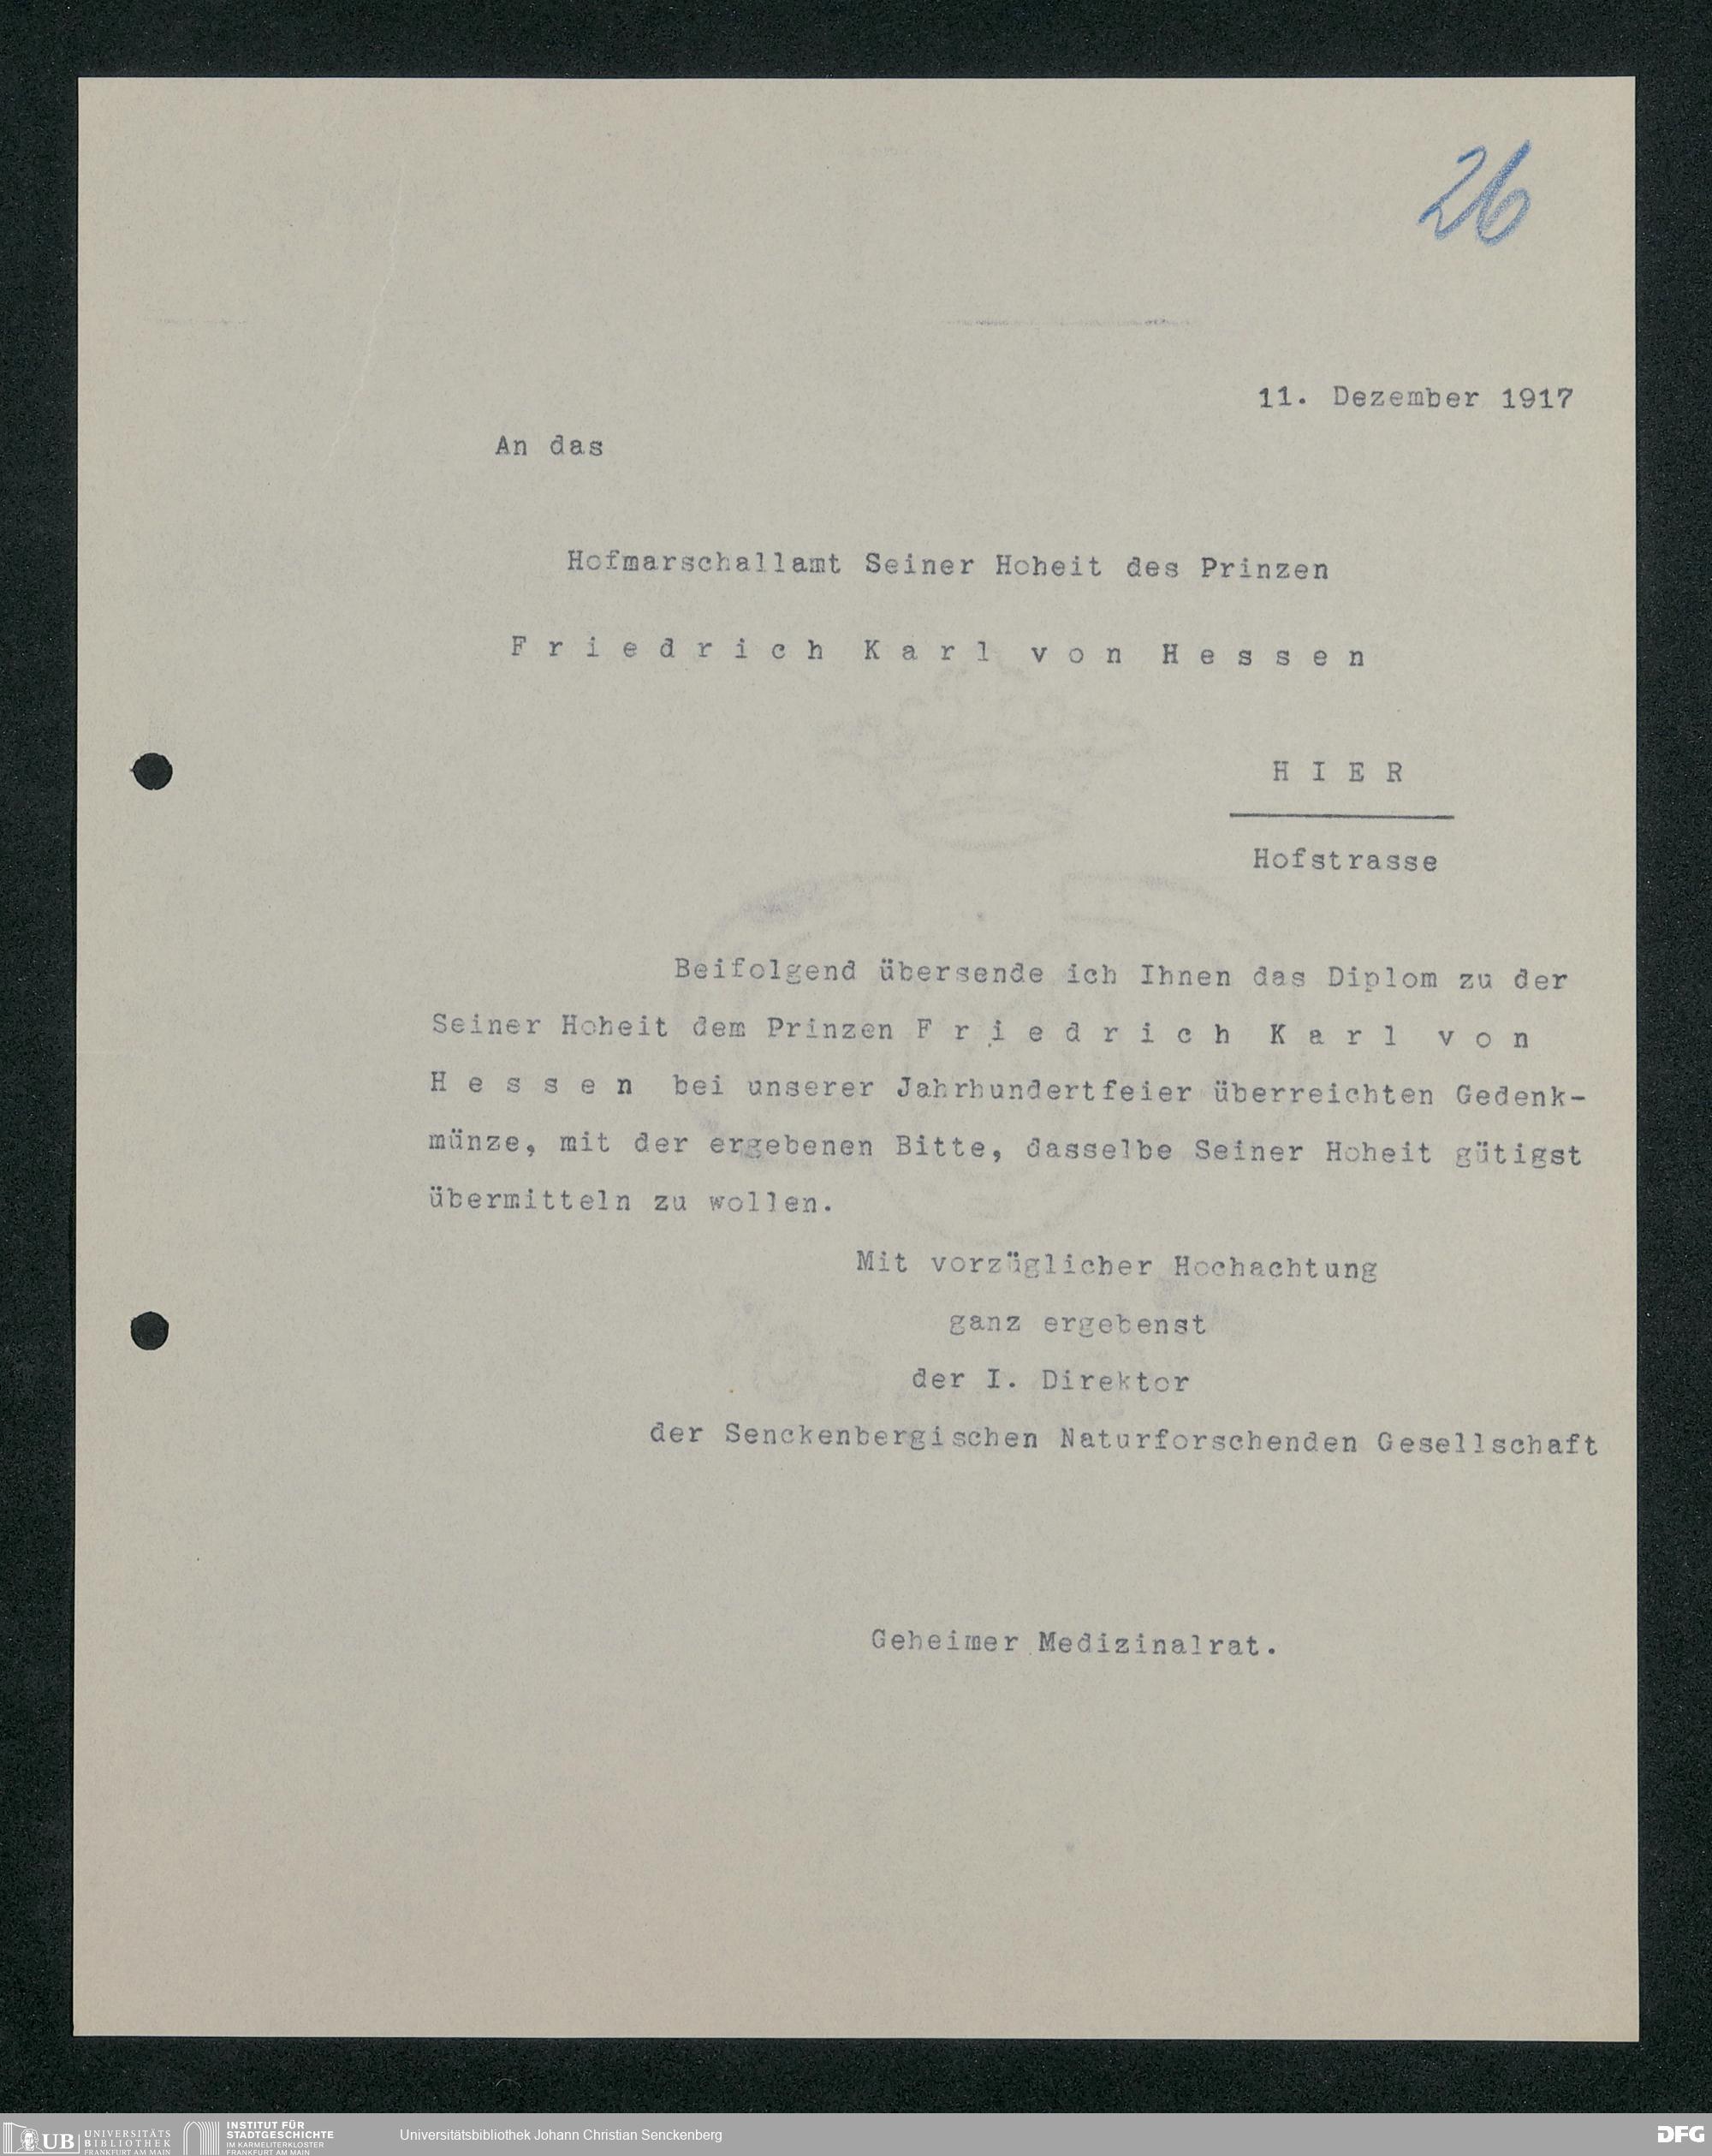 26
11. Dezember 1917
An das
Hofmarschallamt Seiner Hoheit des Prinzen
F r i e d r i c h  K a r l  v o n  H e s s e n
H I E R
Hofstrasse
Beifolgend übersende ich Ihnen das Diplom zu der
Seiner Hoheit dem Prinzen F r i e d r i c h  K a r l  v o n
H e s s e n  bei unserer Jahrhundertfeier überreichten Gedenk-
münze, mit der ergebenen Bitte, dasselbe Seiner Hoheit gütigst
übermitteln zu wollen.
Mit vorzüglicher Hochachtung
ganz ergebenst
der I. Direktor
der Senckenbergischen Naturforschenden Gesellschaft
Geheimer Medizinalrat.
UB
UNIVERSITÄTS
BIBLIOTHEK
FRANKFURT AM MAIN
INSTITUT FÜR
STADTGESCHICHTE
IM KARMELITERKLOSTER
FRANKFURT AM MAIN
Universitätsbibliothek Johann Christian Senckenberg
DFG